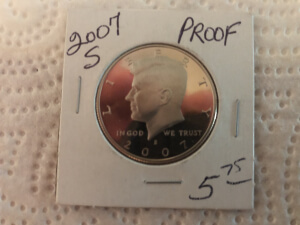 2007 PROOF
S
LIBERTY
IN GOD WE TRUST
S
2007
5 75